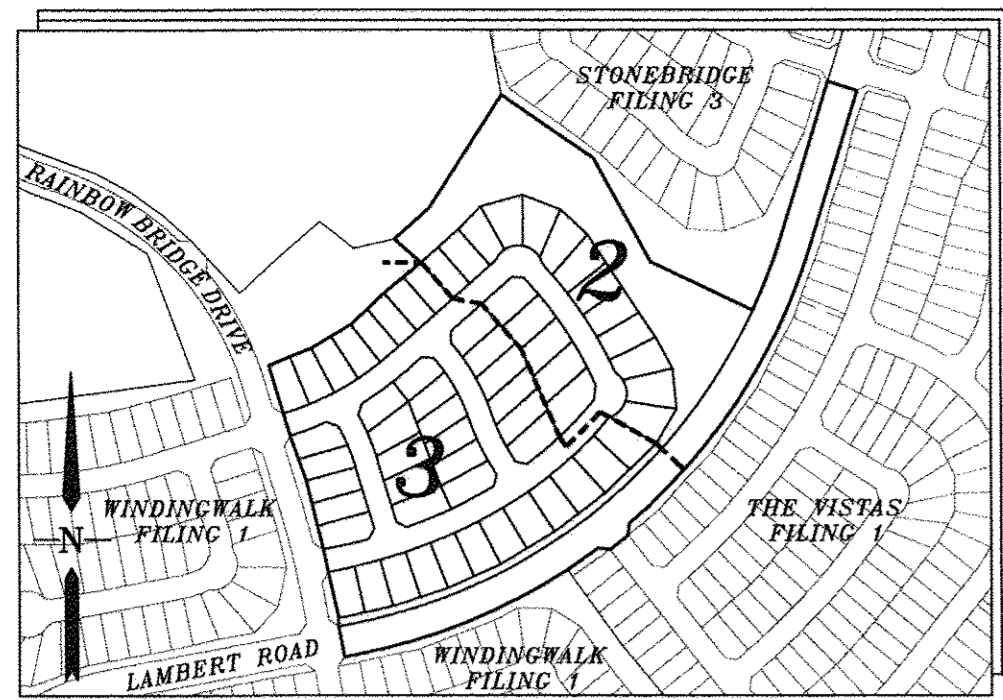 STONEBRIDGE
FILING 3
RAINBOW BRIDGE DRIVE
2
3
WINDINGWALK
FILING 1
N
THE VISTAS
FILING 1
LAMBERT ROAD
WINDINGWALK
FILING 1